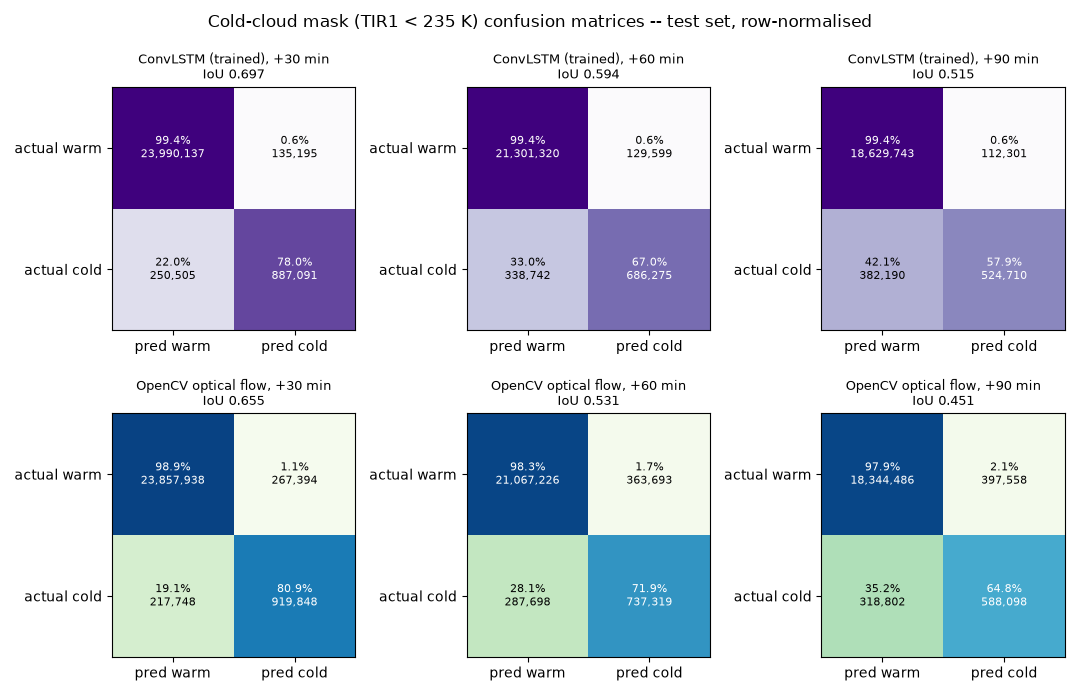 Cold-cloud mask (TIR1 < 235 K) confusion matrices -- test set, row-normalised
ConvLSTM (trained), +30 min
IoU 0.697
actual warm
99.4%
23,990,137
0.6%
135,195
actual cold
22.0%
250,505
78.0%
887,091
pred warm
pred cold
ConvLSTM (trained), +60 min
IoU 0.594
actual warm
99.4%
21,301,320
0.6%
129,599
actual cold
33.0%
338,742
67.0%
686,275
pred warm
pred cold
ConvLSTM (trained), +90 min
IoU 0.515
actual warm
99.4%
18,629,743
0.6%
112,301
actual cold
42.1%
382,190
57.9%
524,710
pred warm
pred cold
OpenCV optical flow, +30 min
IoU 0.655
actual warm
98.9%
23,857,938
1.1%
267,394
actual cold
19.1%
217,748
80.9%
919,848
pred warm
pred cold
OpenCV optical flow, +60 min
IoU 0.531
actual warm
98.3%
21,067,226
1.7%
363,693
actual cold
28.1%
287,698
71.9%
737,319
pred warm
pred cold
OpenCV optical flow, +90 min
IoU 0.451
actual warm
97.9%
18,344,486
2.1%
397,558
actual cold
35.2%
318,802
64.8%
588,098
pred warm
pred cold